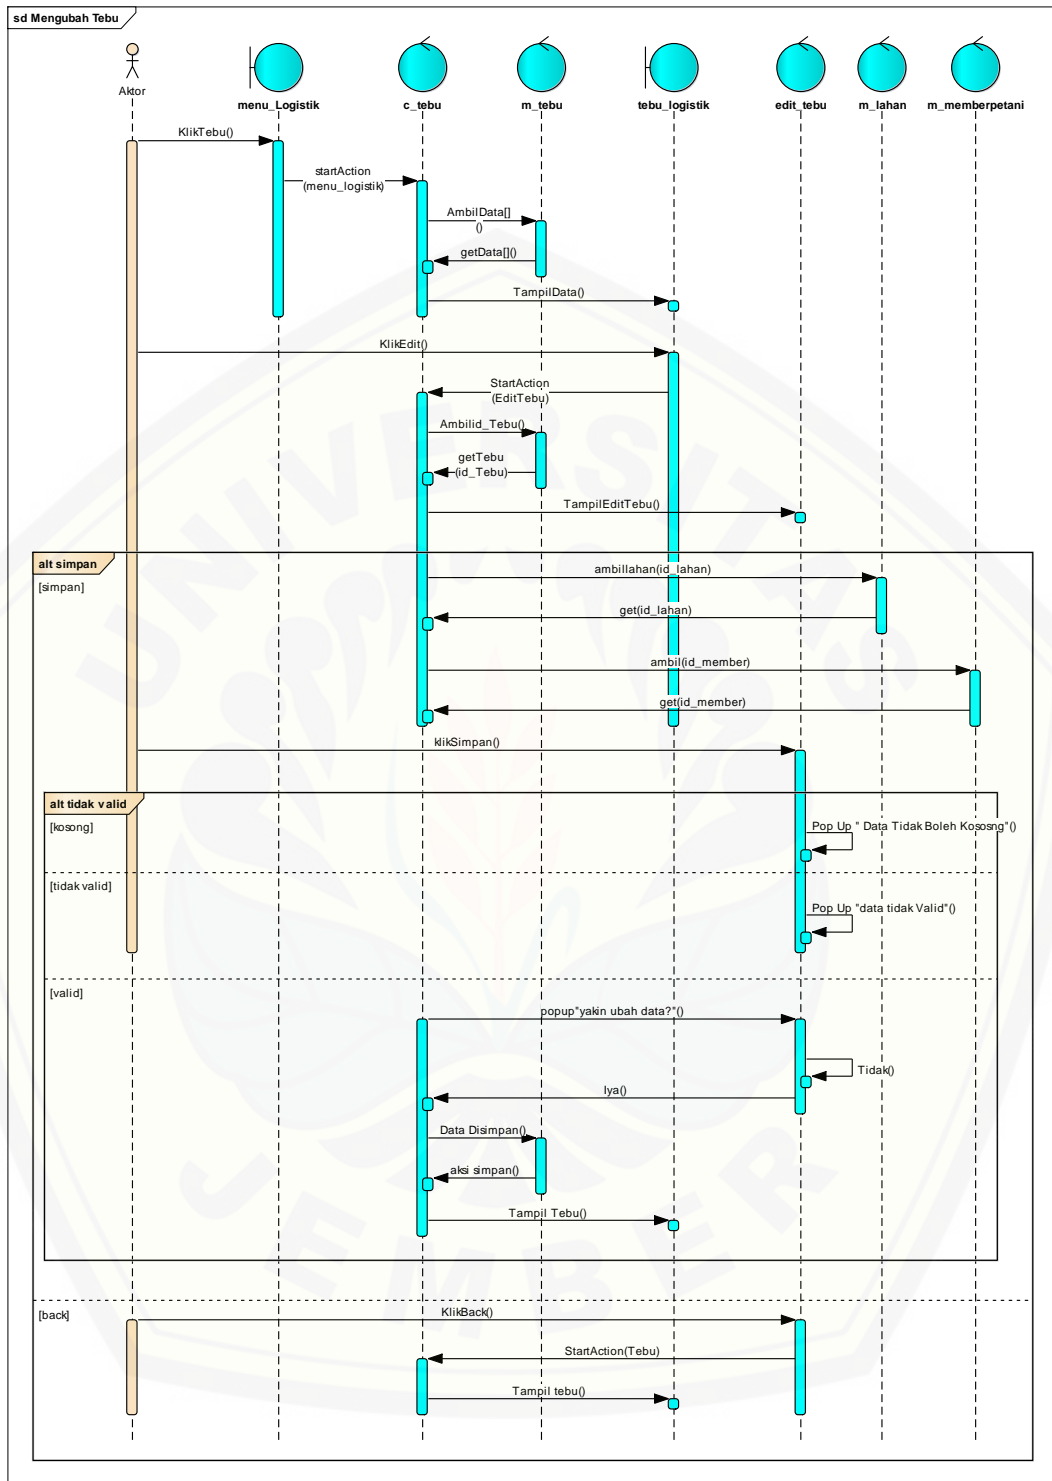 sd Mengubah Tebu
Aktor
menu_Logistik
c_tebu
m_tebu
tebu_logistik
edit_tebu
m_lahan
m_memberpetani
KlikTebu()
startAction
(menu_logistik)
AmbilData[]
()
getData[]()
TampilData()
KlikEdit()
StartAction
(EditTebu)
Ambilid_Tebu()
getTebu
(id_Tebu)
TampilEditTebu()
alt simpan
[simpan]
ambillahan(id_lahan)
get(id_lahan)
ambil(id_member)
get(id_member)
klikSimpan()
alt tidak valid
[kosong]
Pop Up " Data Tidak Boleh Kososng"()
[tidak valid]
Pop Up "data tidak Valid"()
[valid]
popup"yakin ubah data?"()
Tidak()
Iya()
Data Disimpan()
aksi simpan()
Tampil Tebu()
[back]
KlikBack()
StartAction(Tebu)
Tampil tebu()
UNIVERSITAS
JEMBER